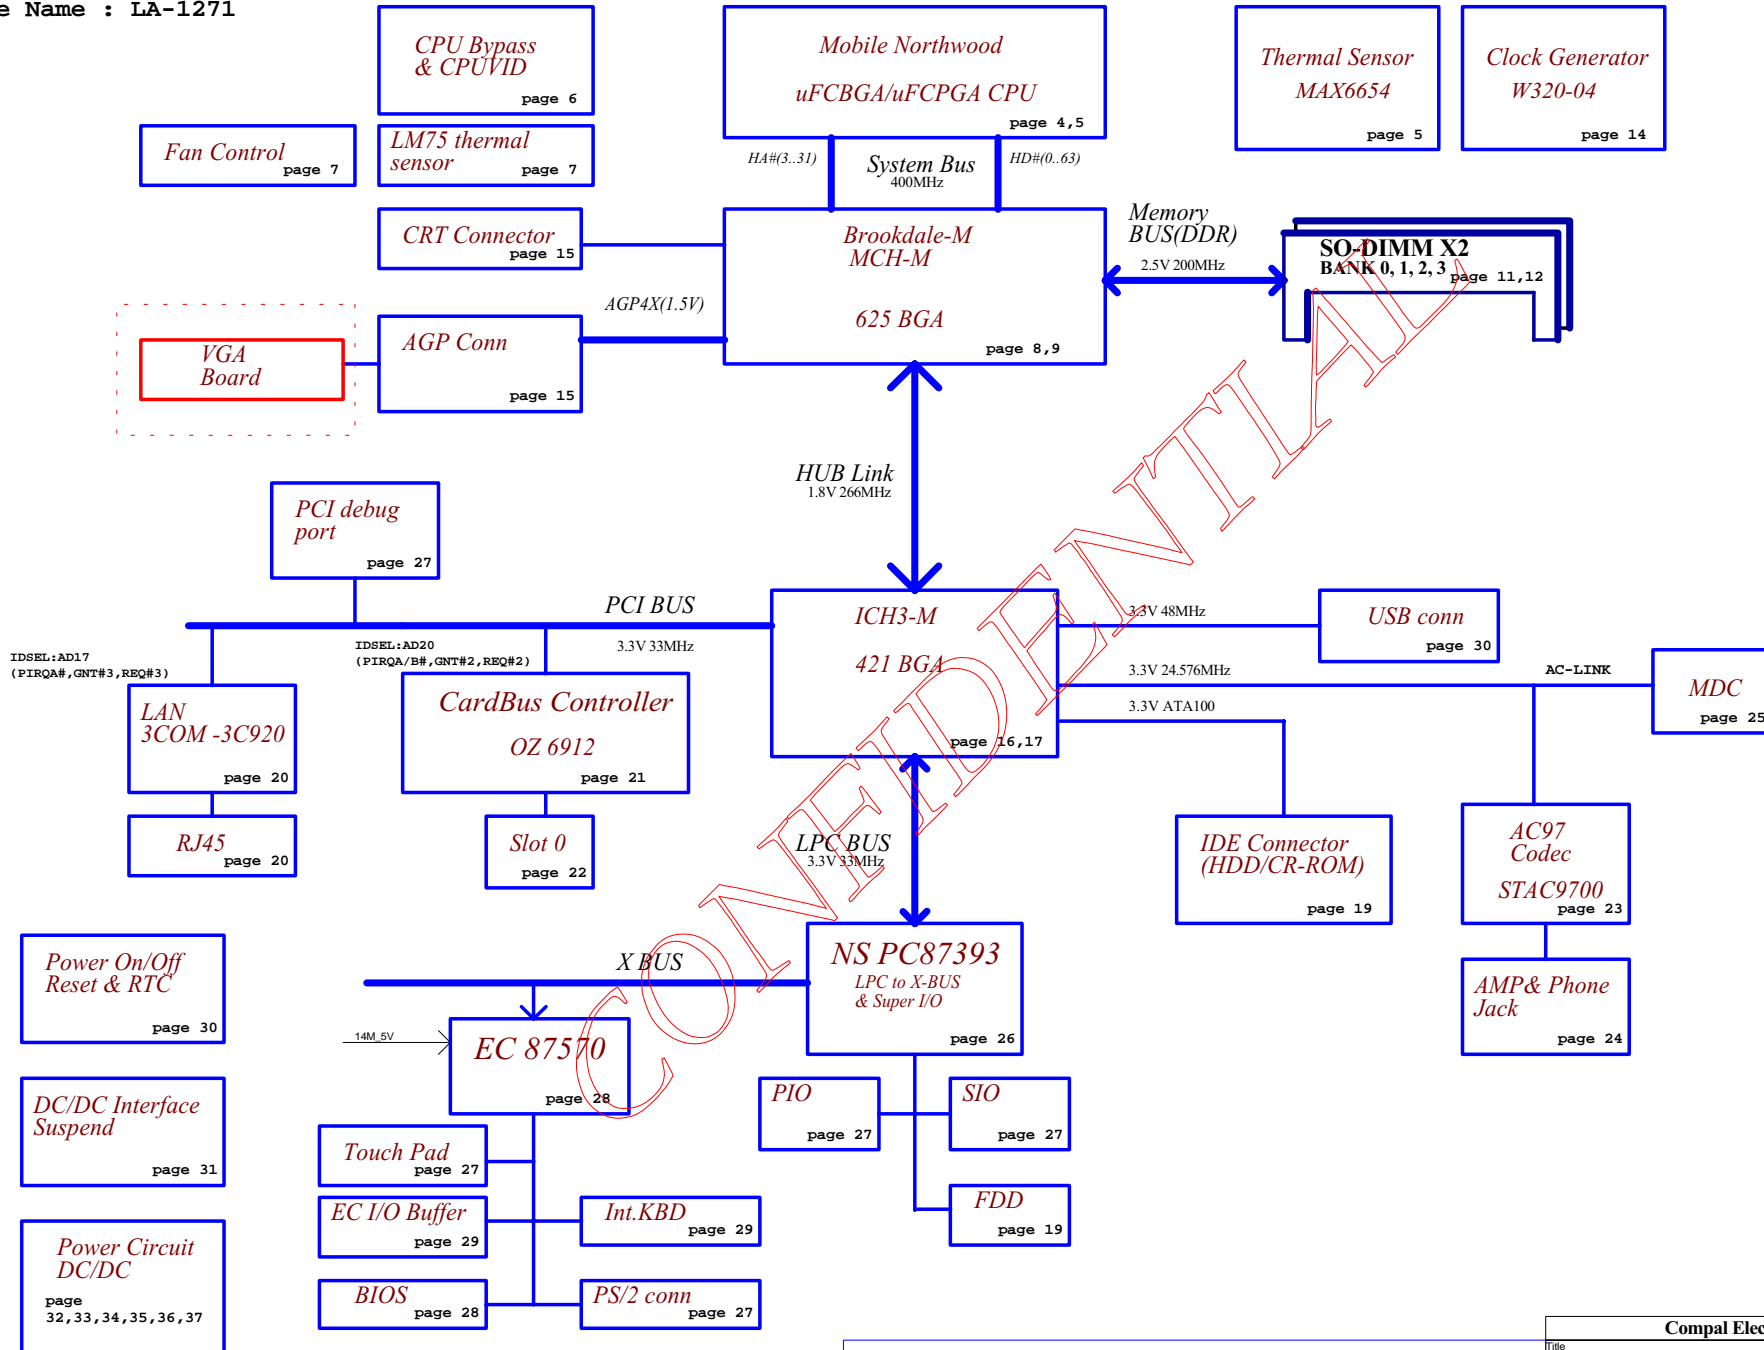 e Name : LA-1271
CPU Bypass
& CPUVID
page 6
Mobile Northwood
uFCBGA/uFCPGA CPU
page 4,5
Thermal Sensor
MAX6654
page 5
Clock Generator
W320-04
page 14
Fan Control
page 7
LM75 thermal
sensor
page 7
HA#(3..31)
System Bus
400MHz
HD#(0..63)
CRT Connector
page 15
Brookdale-M
MCH-M
625 BGA
page 8,9
Memory
BUS(DDR)
2.5V 200MHz
SO-DIMM X2
BANK 0, 1, 2, 3
page 11,12
AGP4X(1.5V)
VGA
Board
AGP Conn
page 15
HUB Link
1.8V 266MHz
PCI debug
port
page 27
PCI BUS
3.3V 33MHz
IDSEL:AD17
(PIRQA#,GNT#3,REQ#3)
IDSEL:AD20
(PIRQA/B#,GNT#2,REQ#2)
ICH3-M
421 BGA
page 16,17
3.3V 48MHz
USB conn
page 30
3.3V 24.576MHz
AC-LINK
MDC
page 25
3.3V ATA100
LAN
3COM -3C920
page 20
CardBus Controller
OZ 6912
page 21
RJ45
page 20
Slot 0
page 22
LPC BUS
3.3V 33MHz
IDE Connector
(HDD/CR-ROM)
page 19
AC97
Codec
STAC9700
page 23
Power On/Off
Reset & RTC
page 30
X BUS
NS PC87393
LPC to X-BUS
& Super I/O
page 26
AMP& Phone
Jack
page 24
14M_5V
EC 87570
page 28
DC/DC Interface
Suspend
page 31
PIO
page 27
SIO
page 27
Touch Pad
page 27
EC I/O Buffer
page 29
Int.KBD
page 29
FDD
page 19
Power Circuit
DC/DC
page
32,33,34,35,36,37
BIOS
page 28
PS/2 conn
page 27
CONFIDENTIAL
Compal Elec
Title